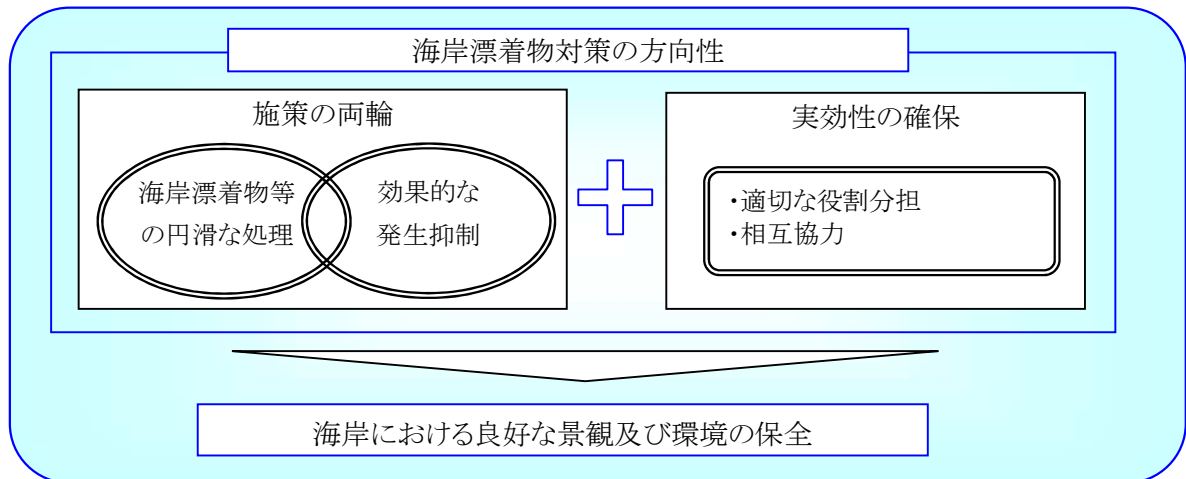 海岸漂着物対策の方向性
施策の両輪
海岸漂着物等
の円滑な処理
効果的な
発生抑制
実効性の確保
・適切な役割分担
・相互協力
海岸における良好な景観及び環境の保全